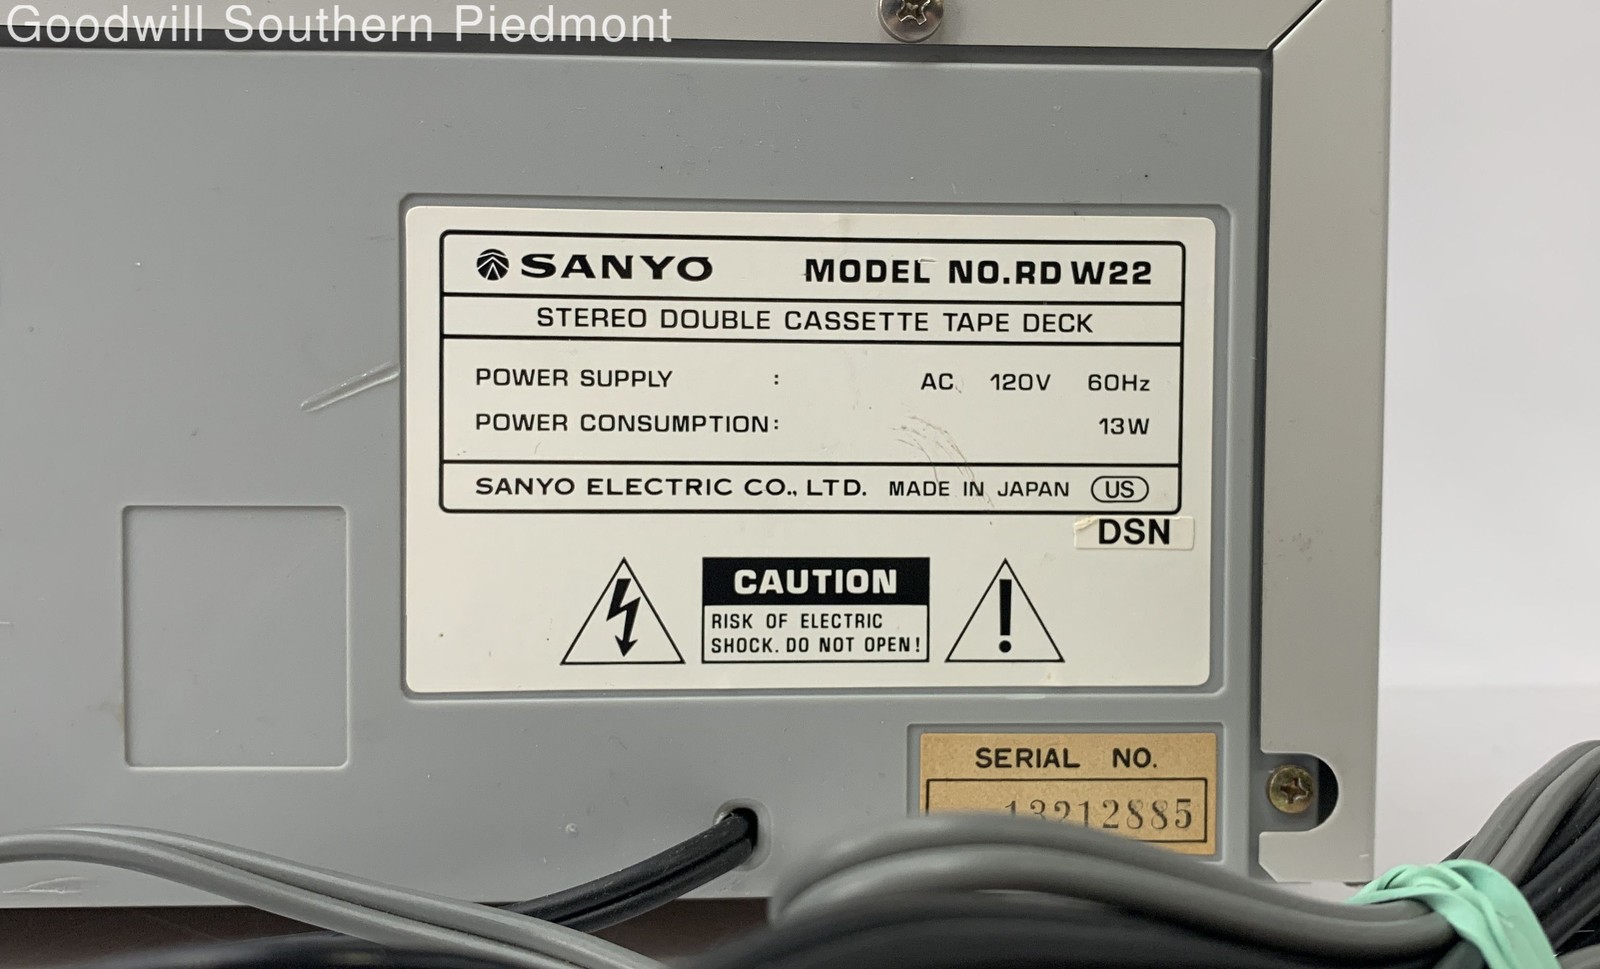 Goodwill Southern Piedmont
SANYO MODEL NO.RD W22
STEREO DOUBLE CASSETTE TAPE DECK
POWER SUPPLY : AC 120V 60Hz
POWER CONSUMPTION: 13W
SANYO ELECTRIC CO., LTD. MADE IN JAPAN US
DSN
CAUTION
RISK OF ELECTRIC
SHOCK. DO NOT OPEN!
SERIAL NO.
13212885